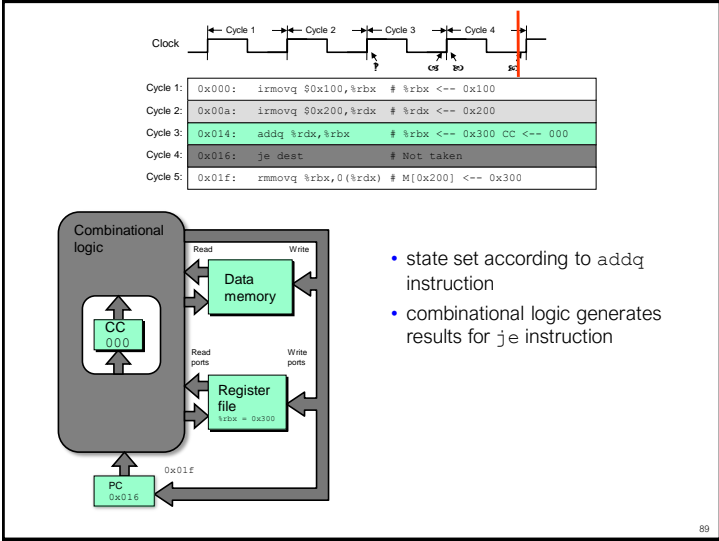 Cycle 1 Cycle 2 Cycle 3 Cycle 4
Clock
Cycle 1: 0x000: irmovq $0x100,%rbx # %rbx <-- 0x100
Cycle 2: 0x00a: irmovq $0x200,%rdx # %rdx <-- 0x200
Cycle 3: 0x014: addq %rdx,%rbx # %rbx <-- 0x300 CC <-- 000
Cycle 4: 0x016: je dest # Not taken
Cycle 5: 0x01f: rmmovq %rbx,0(%rdx) # M[0x200] <-- 0x300
Combinational
logic
Read
Write
Data
memory
CC
000
Read
ports
Write
ports
Register
file
%rbx = 0x300
0x01f
PC
0x016
• state set according to addq
instruction
• combinational logic generates
results for je instruction
89